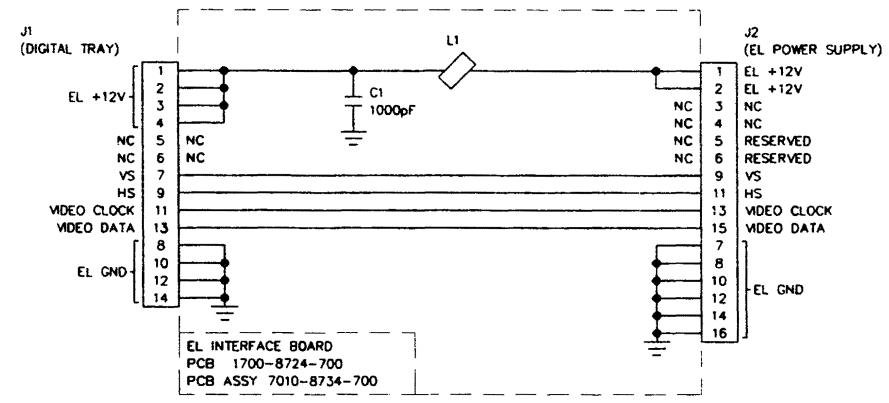 J1
(DIGITAL TRAY)
L1
J2
(EL POWER SUPPLY)
EL +12V
1
2
3
4
C1
1000pF
1 EL +12V
2 EL +12V
NC 3 NC
NC 4 NC
NC 5 NC
NC 6 NC
NC 5 RESERVED
NC 6 RESERVED
VS 7
9 VS
HS 9
11 HS
VIDEO CLOCK 11
13 VIDEO CLOCK
VIDEO DATA 13
15 VIDEO DATA
EL GND
8
10
12
14
7
8
10
12
14
16
EL GND
EL INTERFACE BOARD
PCB 1700-8724-700
PCB ASSY 7010-8734-700